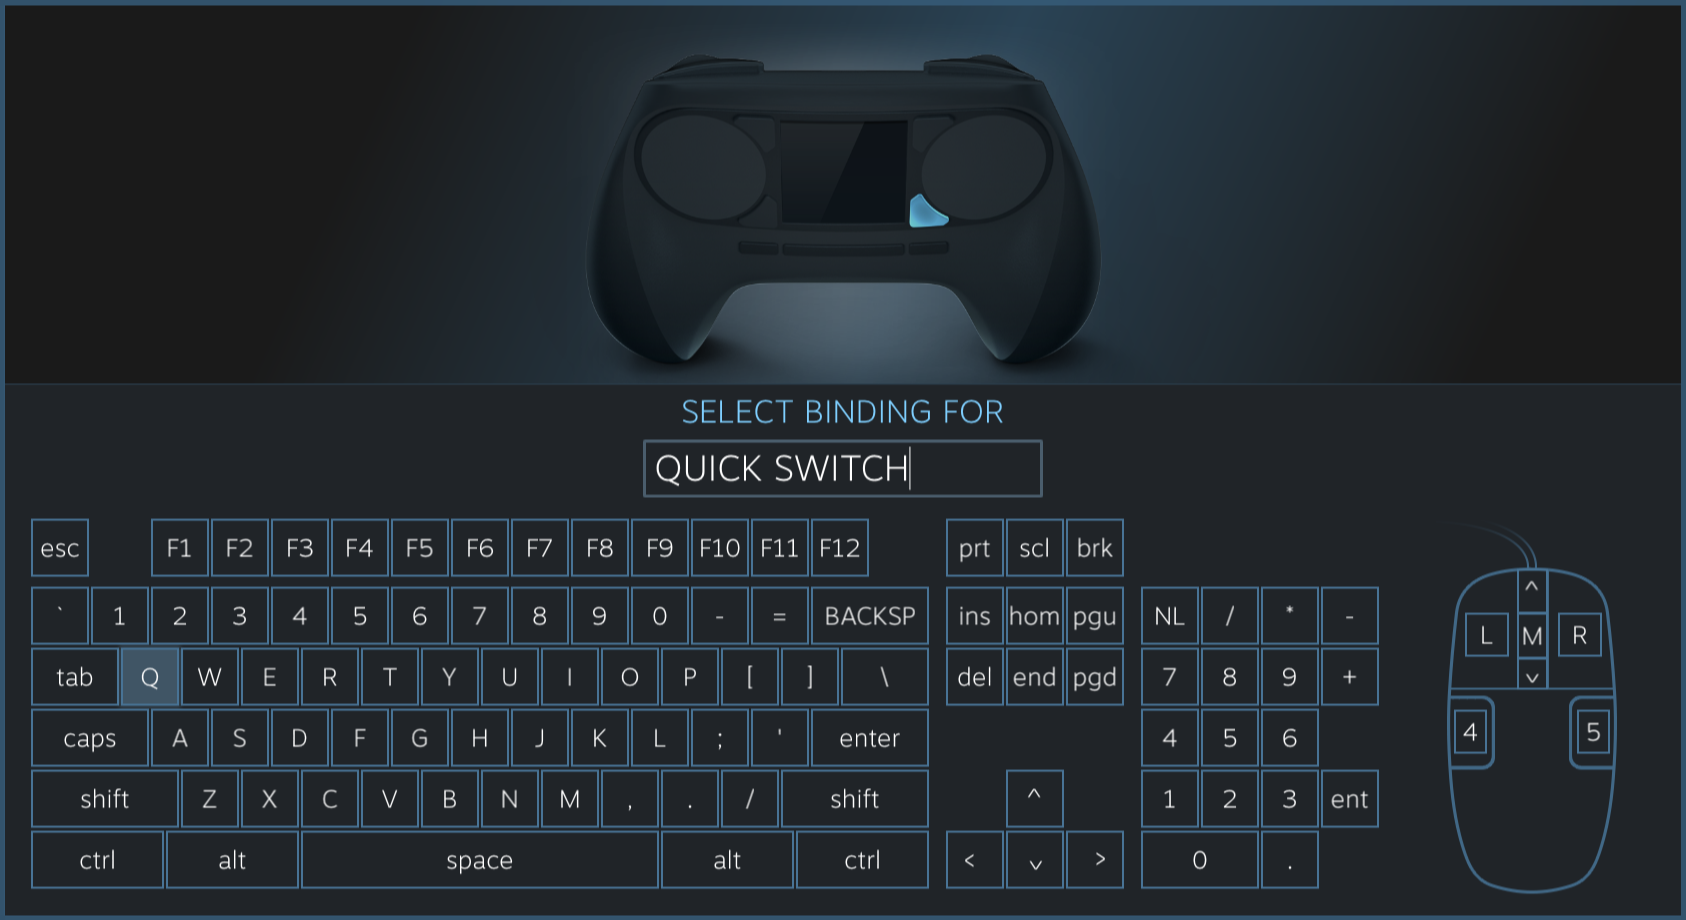 SELECT BINDING FOR
QUICK SWITCH
esc F1 F2 F3 F4 F5 F6 F7 F8 F9 F10 F11 F12 prt scl brk
` 1 2 3 4 5 6 7 8 9 0 - = BACKSP ins hom pgu NL / * - ^
tab Q W E R T Y U I O P [ ] \ del end pgd 7 8 9 + L M R
caps A S D F G H J K L ; ' enter 4 5 6 4 5
shift Z X C V B N M , . / shift ^ 1 2 3 ent
ctrl alt space alt ctrl < v > 0 .